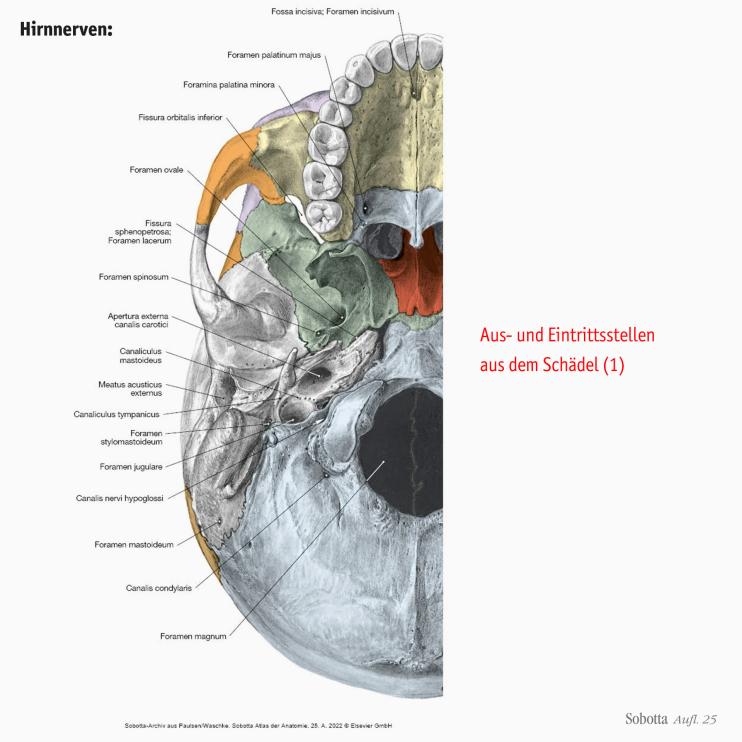 Hirnnerven:
Fossa incisiva; Foramen incisivum
Foramen palatinum majus
Foramina palatina minora
Fissura orbitalis inferior
Foramen ovale
Fissura
sphenopetrosa;
Foramen lacerum
Foramen spinosum
Apertura externa
canalis carotici
Canaliculus
mastoideus
Meatus acusticus
externus
Canaliculus tympanicus
Foramen
stylomastoideum
Foramen jugulare
Canalis nervi hypoglossi
Foramen mastoideum
Canalis condylaris
Foramen magnum
Aus- und Eintrittsstellen
aus dem Schädel (1)
Sobotta-Archiv aus Paulsen/Waschke. Sobotta Atlas der Anatomie. 25. A. 2022 © Elsevier GmbH
Sobotta Aufl. 25